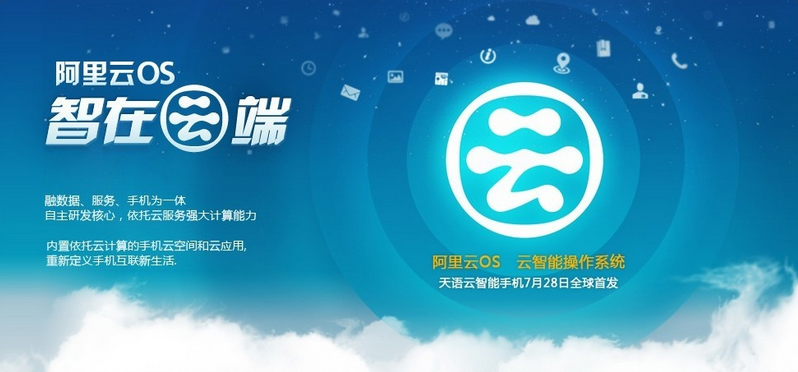 阿里云OS
智在云端
融数据、服务、手机为一体
自主研发核心，依托云服务强大计算能力
内置依托云计算的手机云空间和云应用,
重新定义手机互联新生活.
云
阿里云OS 云智能操作系统
天语云智能手机7月28日全球首发